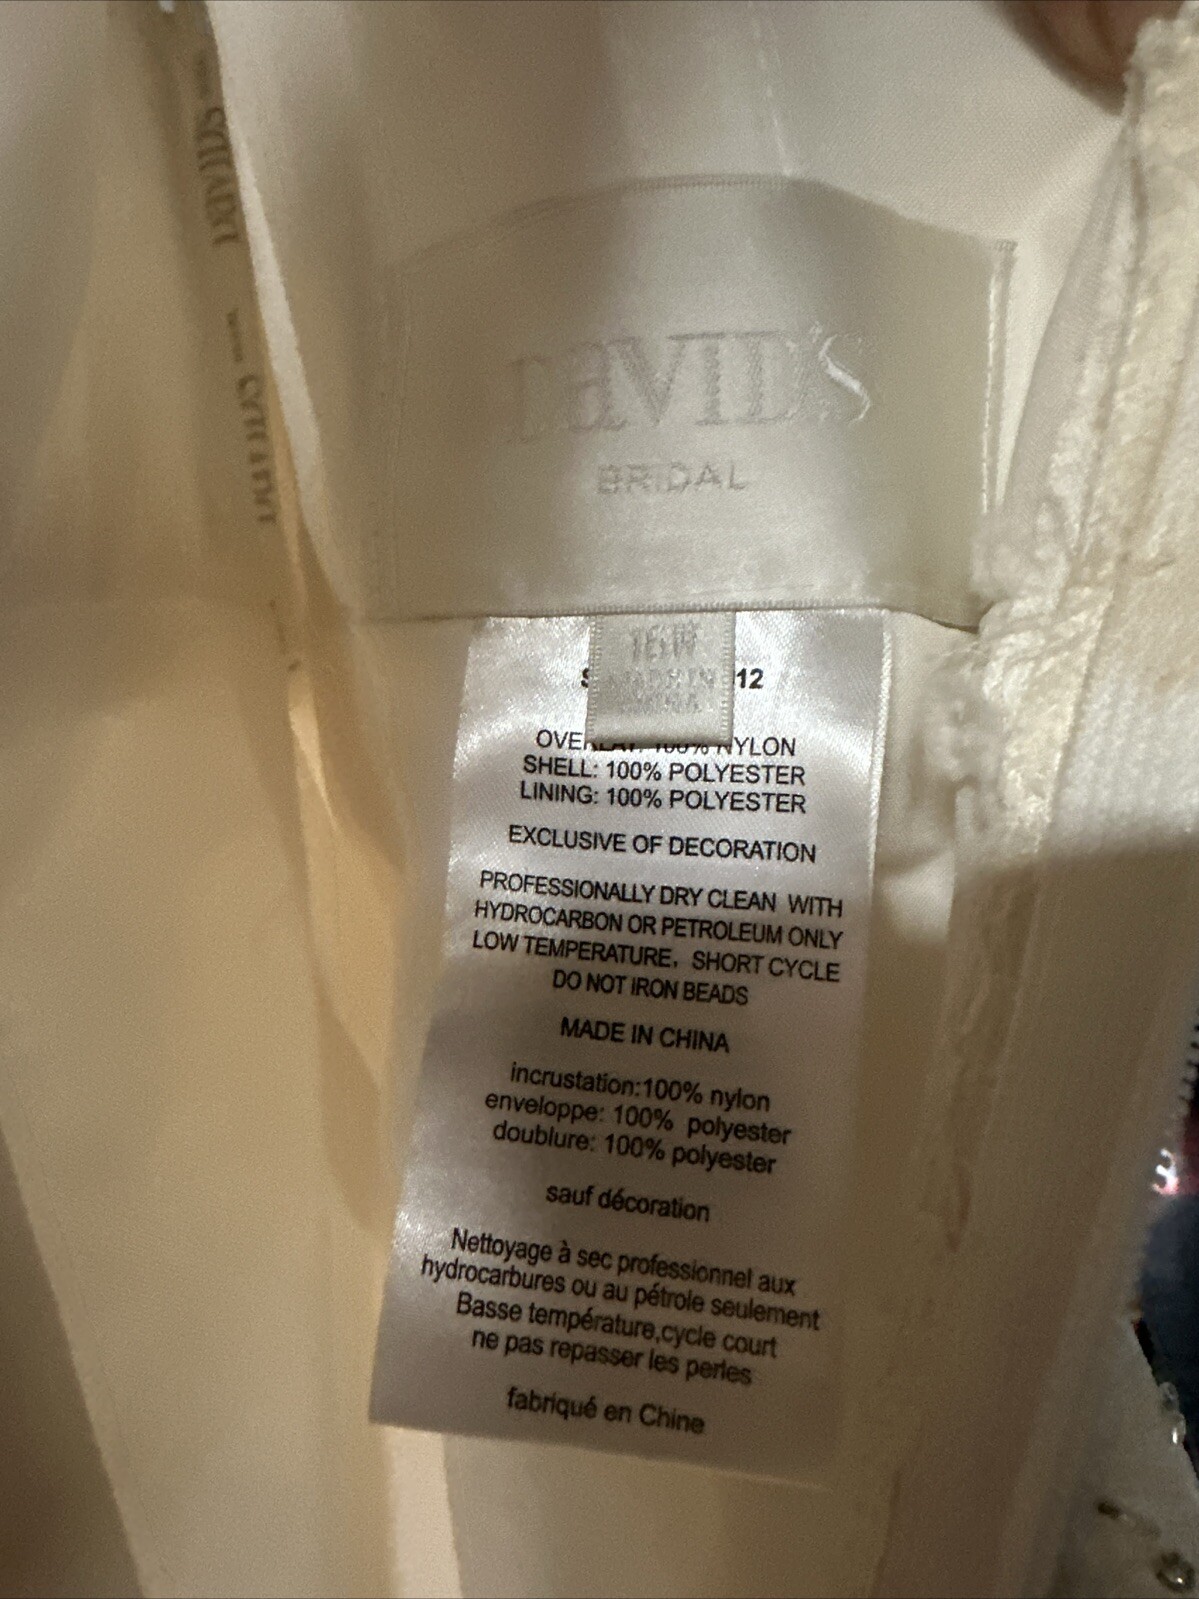 DAVID'S
BRIDAL
16W
MADE IN
CHINA
12
NYLON
SHELL: 100% POLYESTER
LINING: 100% POLYESTER
EXCLUSIVE OF DECORATION
PROFESSIONALLY DRY CLEAN WITH
HYDROCARBON OR PETROLEUM ONLY
LOW TEMPERATURE, SHORT CYCLE
DO NOT IRON BEADS
MADE IN CHINA
incrustation:100% nylon
enveloppe: 100% polyester
doublure: 100% polyester
sauf décoration
Nettoyage à sec professionnel aux
hydrocarbures ou au pétrole seulement
Basse température,cycle court
ne pas repasser les perles
fabriqué en Chine
DAVID'S
DAVID'S